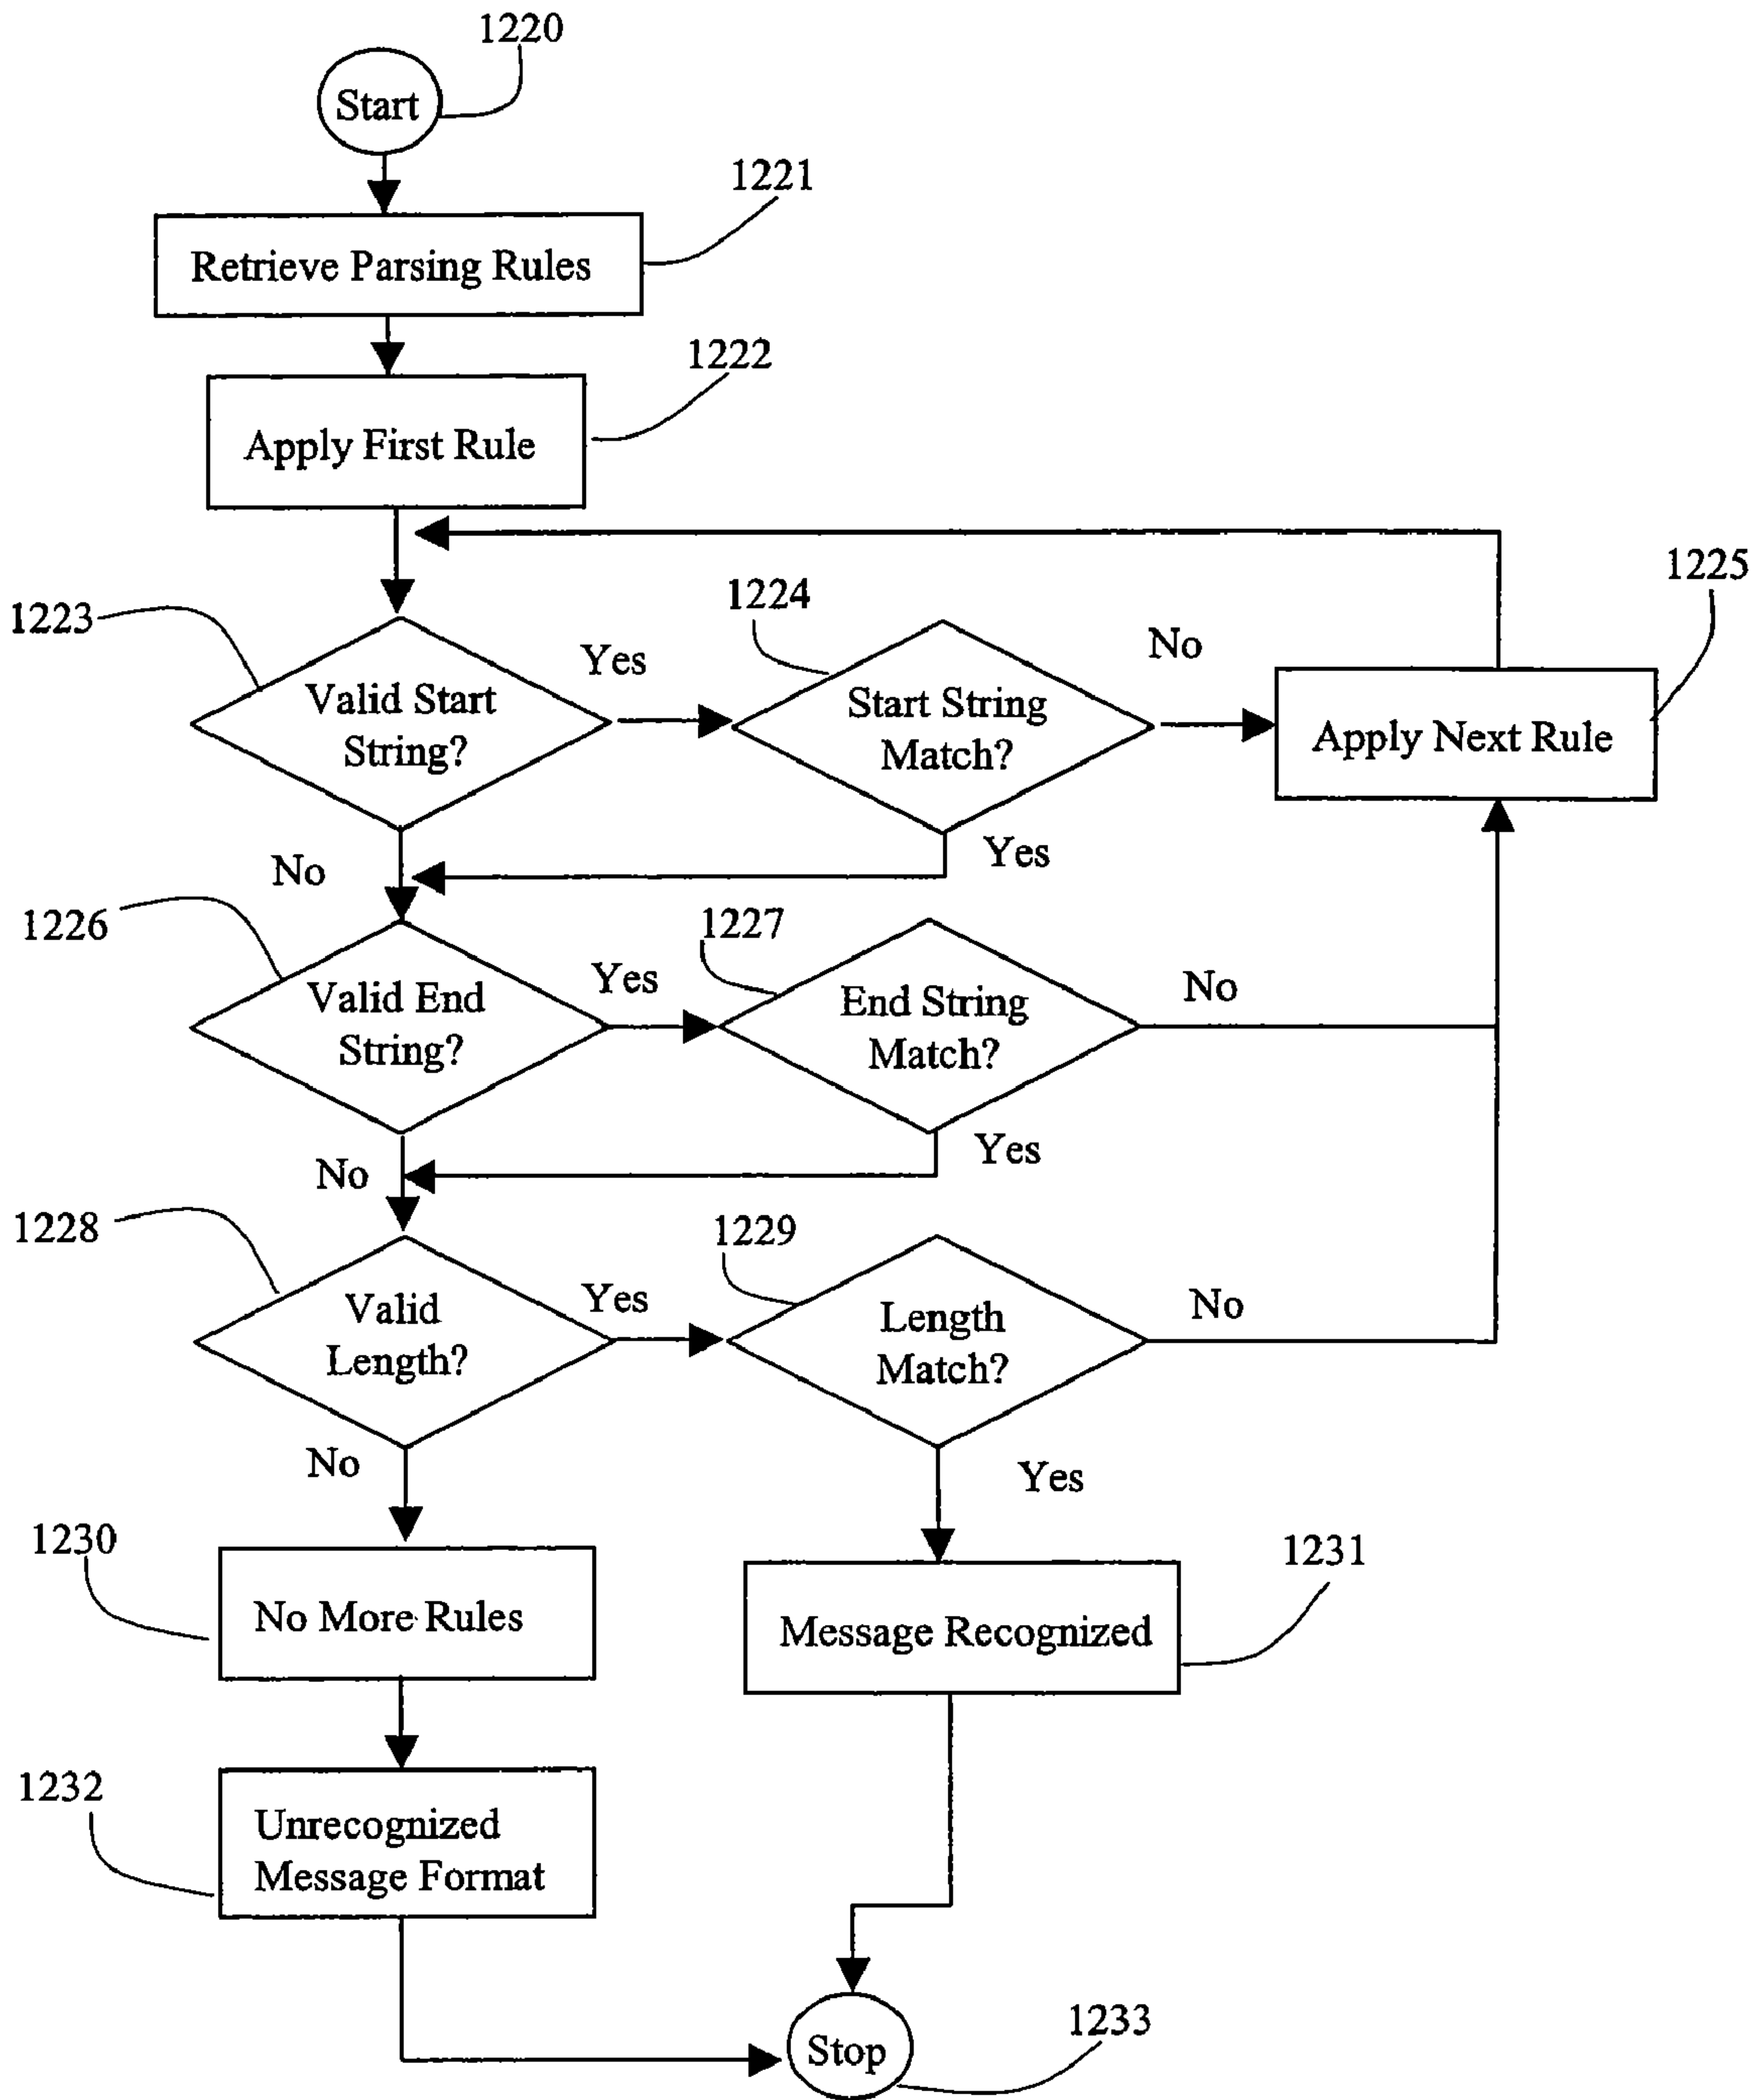 1220
Start
1221
Retrieve Parsing Rules
1222
Apply First Rule
1223
Valid Start
String?
Yes
1224
Start String
Match?
No
1225
Apply Next Rule
No
Yes
1226
Valid End
String?
Yes
1227
End String
Match?
No
No
Yes
1228
Valid
Length?
Yes
1229
Length
Match?
No
No
Yes
1230
No More Rules
1231
Message Recognized
1232
Unrecognized
Message Format
Stop
1233